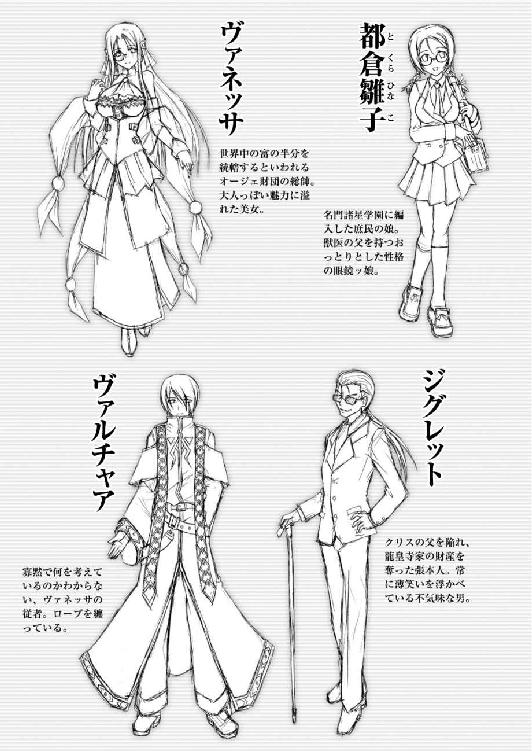 都倉雛子
とくらひなこ
名門諸星学園に編
入した庶民の娘。
獣医の父を持つお
っとりとした性格
の眼鏡ッ娘。
ヴァネッサ
世界中の富の半分を
統帽するといわれる
オージェ財団の総帥。
大人っぽい魅力に溢
れた美女。
ジグレット
クリスの父を陥れ、
龍皇寺家の財産を
奪った張本人。常
に薄笑いを浮かべ
ている不気味な男。
ヴァルチャア
寡黙で何を考えて
いるのかわからな
い、ヴァネッサの
従者。ローブを纏
っている。